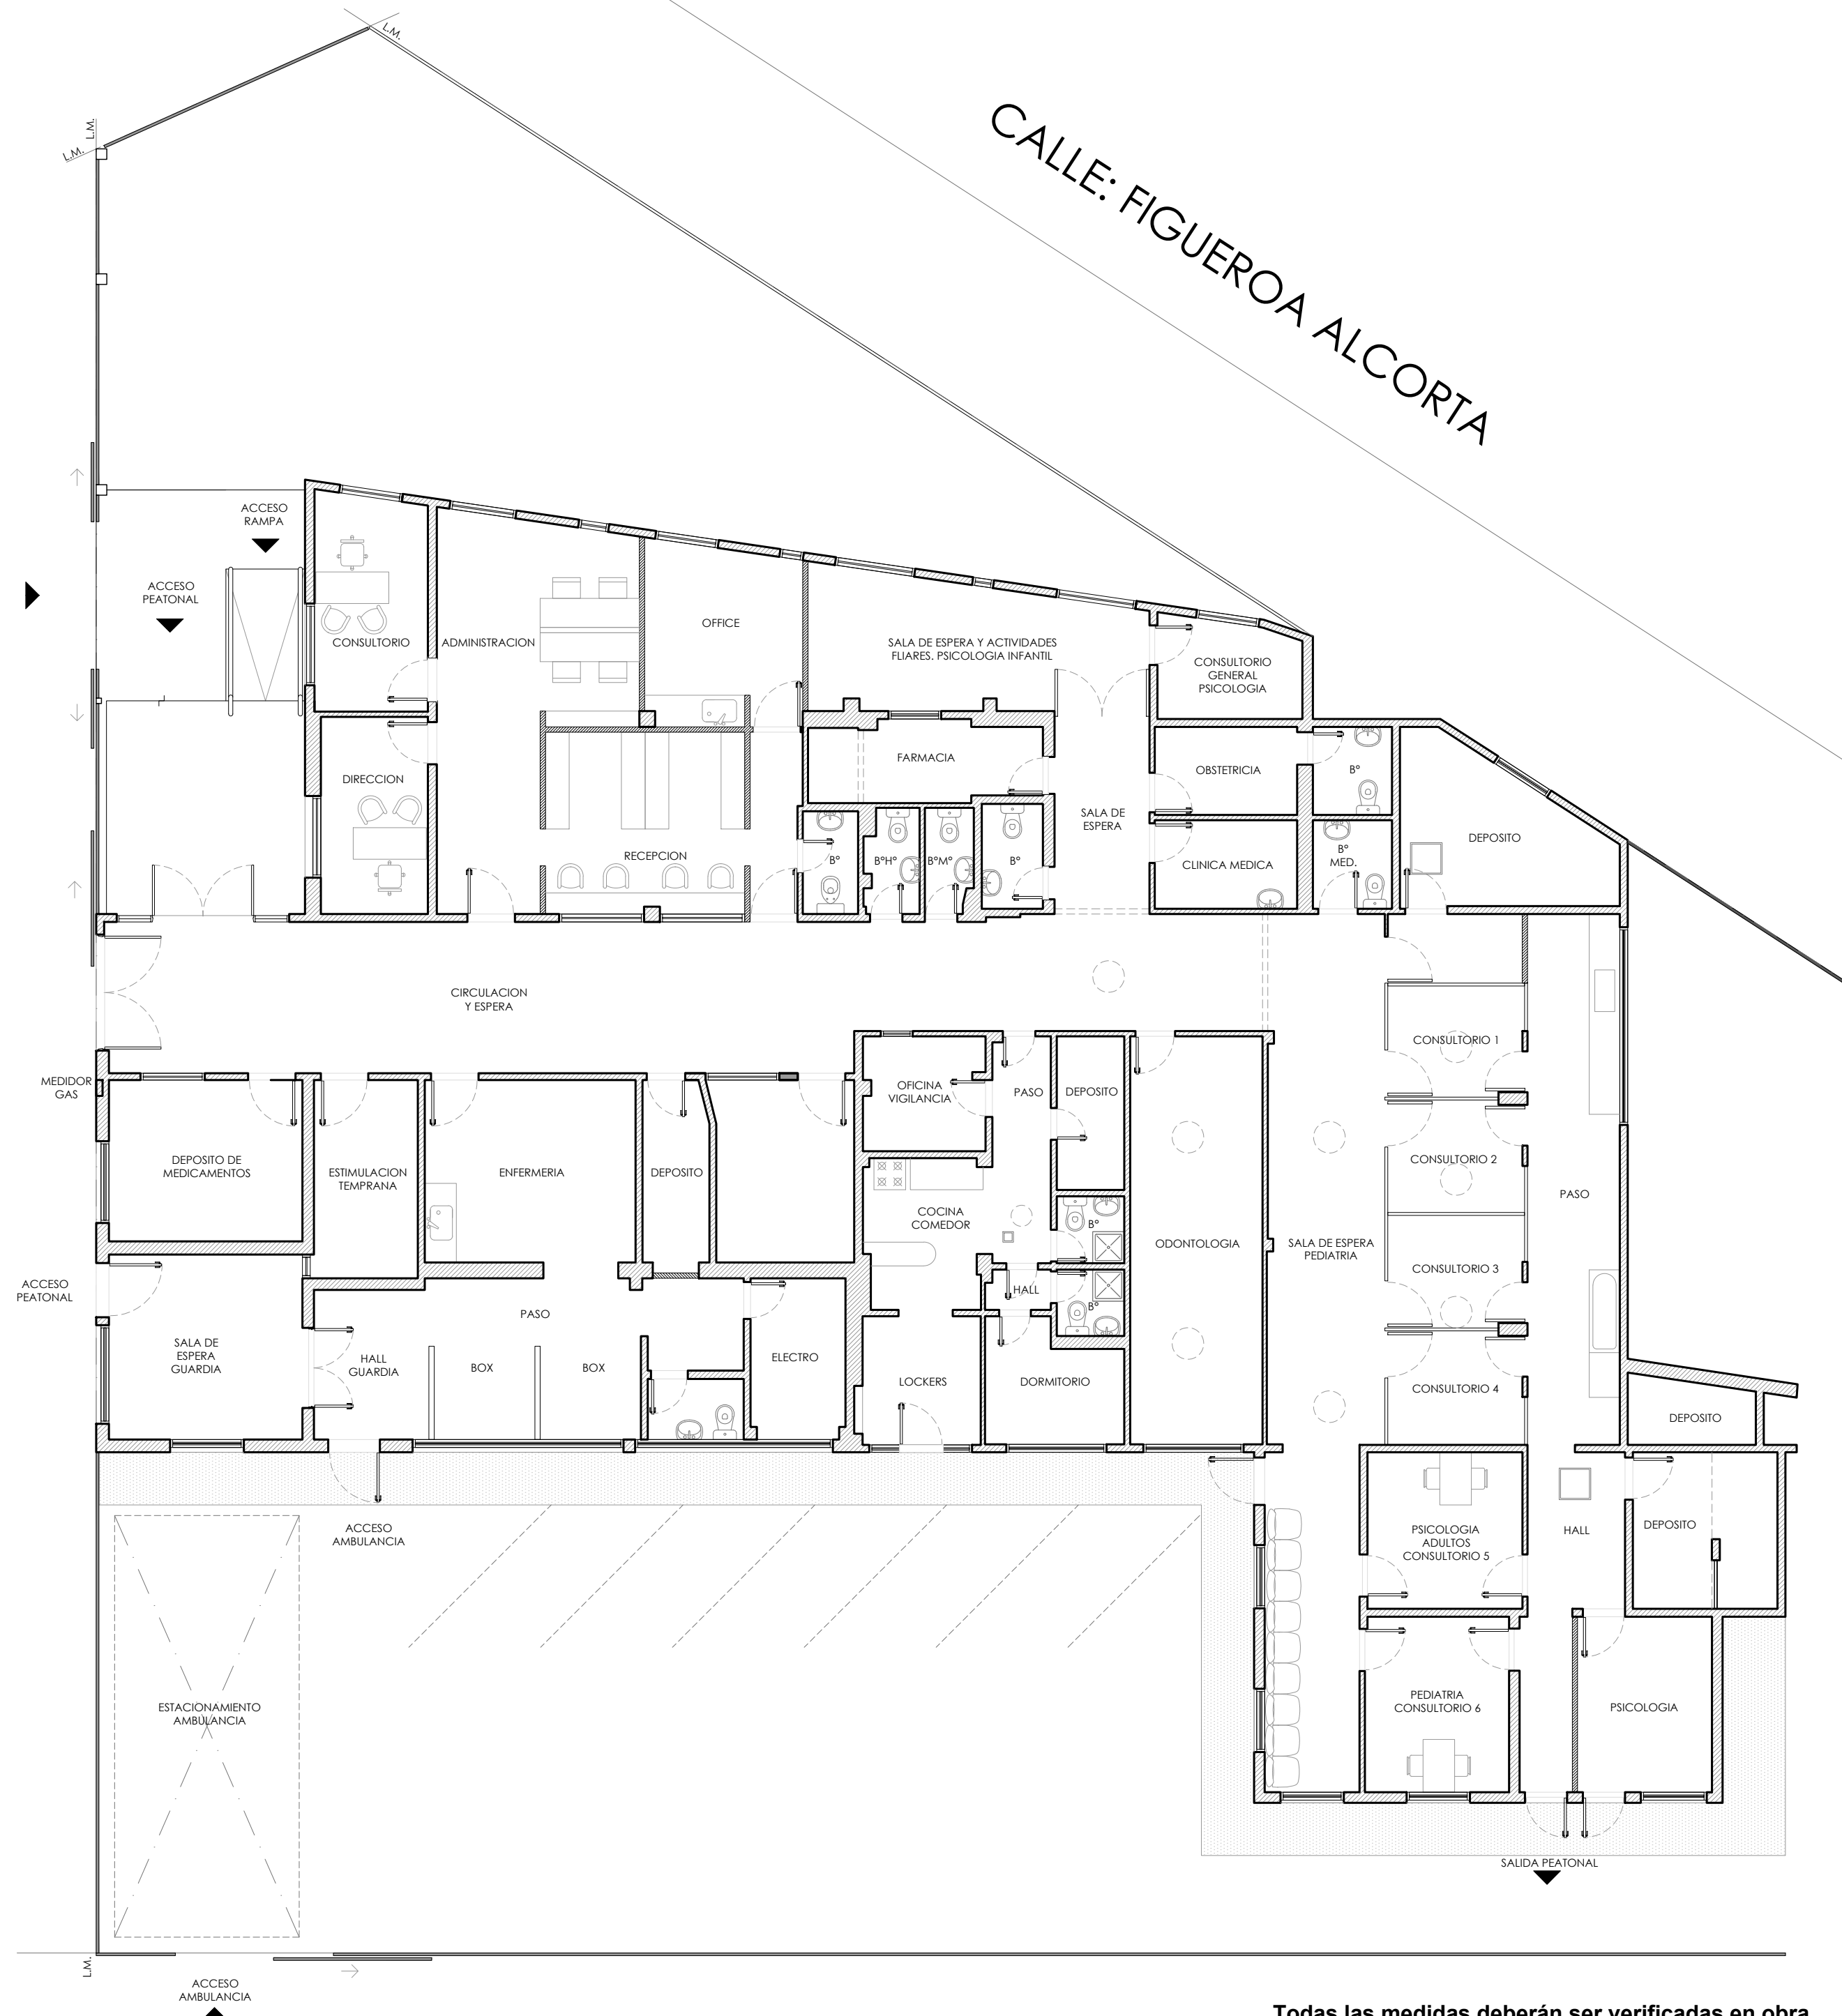 L.M.
L.M.
L.M.
CALLE: FIGUEROA ALCORTA
ACCESO
RAMPA
ACCESO
PEATONAL
CONSULTORIO
ADMINISTRACION
OFFICE
SALA DE ESPERA Y ACTIVIDADES
FLIARES. PSICOLOGIA INFANTIL
CONSULTORIO
GENERAL
PSICOLOGIA
DIRECCION
FARMACIA
OBSTETRICIA
B°
SALA DE
ESPERA
DEPOSITO
RECEPCION
B°
B°H°
B°M°
B°
CLINICA MEDICA
B°
MED.
CIRCULACION
Y ESPERA
CONSULTORIO 1
MEDIDOR
GAS
OFICINA
VIGILANCIA
PASO
DEPOSITO
DEPOSITO DE
MEDICAMENTOS
ESTIMULACION
TEMPRANA
ENFERMERIA
DEPOSITO
CONSULTORIO 2
PASO
COCINA
COMEDOR
B°
ODONTOLOGIA
SALA DE ESPERA
PEDIATRIA
CONSULTORIO 3
ACCESO
PEATONAL
HALL
B°
PASO
SALA DE
ESPERA
GUARDIA
HALL
GUARDIA
BOX
BOX
ELECTRO
LOCKERS
DORMITORIO
CONSULTORIO 4
DEPOSITO
ACCESO
AMBULANCIA
PSICOLOGIA
ADULTOS
CONSULTORIO 5
HALL
DEPOSITO
ESTACIONAMIENTO
AMBULANCIA
PEDIATRIA
CONSULTORIO 6
PSICOLOGIA
SALIDA PEATONAL
L.M.
ACCESO
AMBULANCIA
Todas las medidas deberán ser verificadas en obra